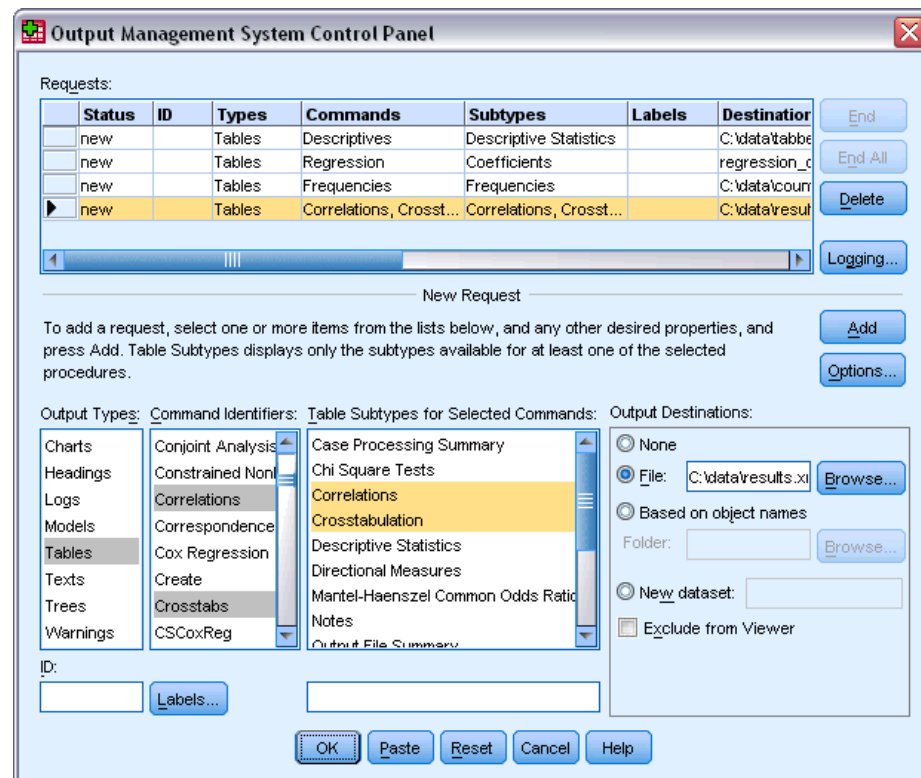 Output Management System Control Panel
Requests:
Status ID Types Commands Subtypes Labels Destination
new Tables Descriptives Descriptive Statistics C:\data\tabbe
new Tables Regression Coefficients regression_c
new Tables Frequencies Frequencies C:\data\coun
new Tables Correlations, Crosst... Correlations, Crosst... C:\data\result
End
End All
Delete
Logging...
New Request
To add a request, select one or more items from the lists below, and any other desired properties, and
press Add. Table Subtypes displays only the subtypes available for at least one of the selected
procedures.
Add
Options...
Output Types: Command Identifiers: Table Subtypes for Selected Commands: Output Destinations:
Charts
Headings
Logs
Models
Tables
Texts
Trees
Warnings
Conjoint Analysis
Constrained Nonl
Correlations
Correspondence
Cox Regression
Create
Crosstabs
CSCoxReg
Case Processing Summary
Chi Square Tests
Correlations
Crosstabulation
Descriptive Statistics
Directional Measures
Mantel-Haenszel Common Odds Ratio
Notes
Output File Summary
None
File: C:\data\results.xm Browse...
Based on object names
Folder: Browse...
New dataset:
Exclude from Viewer
ID:
Labels...
OK Paste Reset Cancel Help